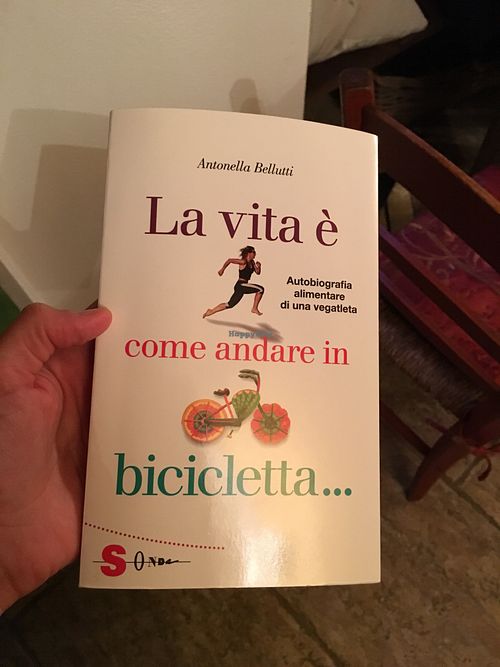 Antonella Bellutti
La vita è
Autobiografia
alimentare
di una vegatleta
come andare in
bicicletta...
SONDA